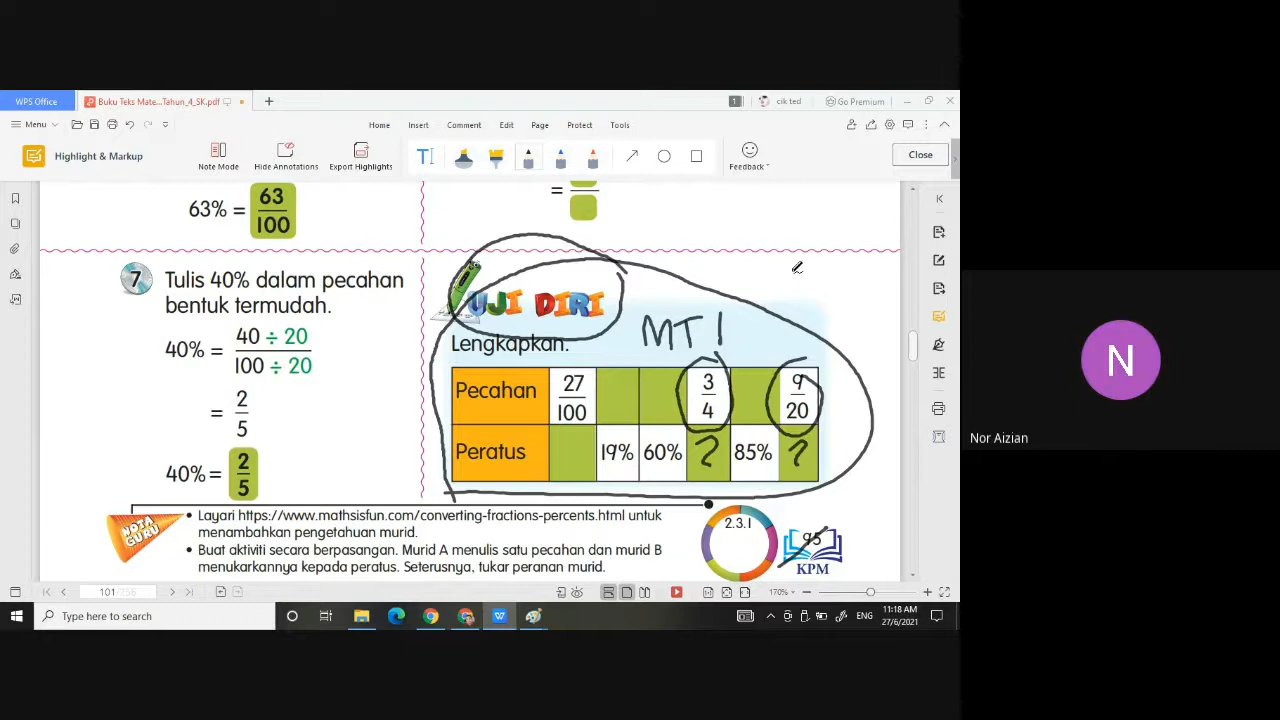 WPS Office
Buku Teks Mate...Tahun_4_SK.pdf
+
1
cik ted
Go Premium
Menu
Home
Insert
Comment
Edit
Page
Protect
Tools
Highlight & Markup
Note Mode
Hide Annotations
Export Highlights
Feedback
Close
63% = 63/100
=
7 Tulis 40% dalam pecahan
bentuk termudah.
40% = 40 ÷ 20 / 100 ÷ 20
= 2/5
40% = 2/5
UJI DIRI
Lengkapkan.
MT1
Pecahan 27/100 3/4 9/20
Peratus 19% 60% ? 85% ?
NOTA GURU
• Layari https://www.mathsisfun.com/converting-fractions-percents.html untuk
menambahkan pengetahuan murid.
• Buat aktiviti secara berpasangan. Murid A menulis satu pecahan dan murid B
menukarkannya kepada peratus. Seterusnya, tukar peranan murid.
2.3.1
95
KPM
101/256
170%
Type here to search
ENG
11:18 AM
27/6/2021
N
Nor Aizian